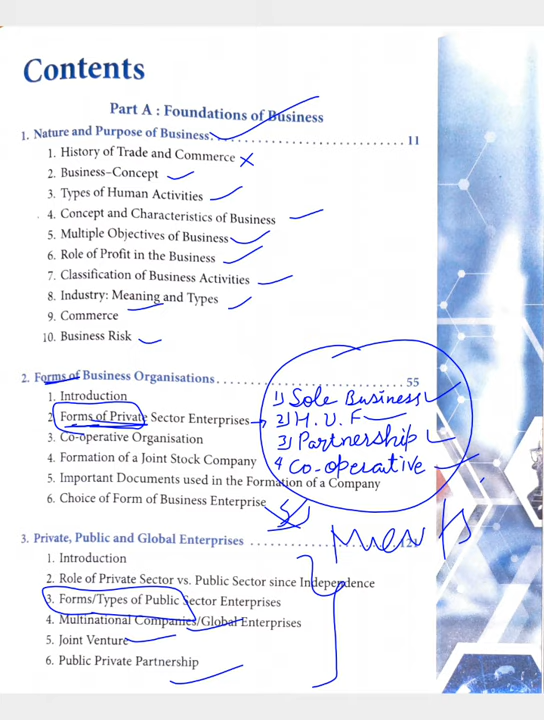 Contents
Part A : Foundations of Business
1. Nature and Purpose of Business. 11
1. History of Trade and Commerce
2. Business–Concept
3. Types of Human Activities
4. Concept and Characteristics of Business
5. Multiple Objectives of Business
6. Role of Profit in the Business
7. Classification of Business Activities
8. Industry: Meaning and Types
9. Commerce
10. Business Risk
2. Forms of Business Organisations. 55
1. Introduction
1) Sole Business
2. Forms of Private Sector Enterprises
2) H. U. F
3. Co-operative Organisation
3) Partnership
4. Formation of a Joint Stock Company
4 Co-operative
5. Important Documents used in the Formation of a Company
6. Choice of Form of Business Enterprise
3. Private, Public and Global Enterprises
1. Introduction
2. Role of Private Sector vs. Public Sector since Independence
3. Forms/Types of Public Sector Enterprises
4. Multinational Companies/Global Enterprises
5. Joint Venture
6. Public Private Partnership